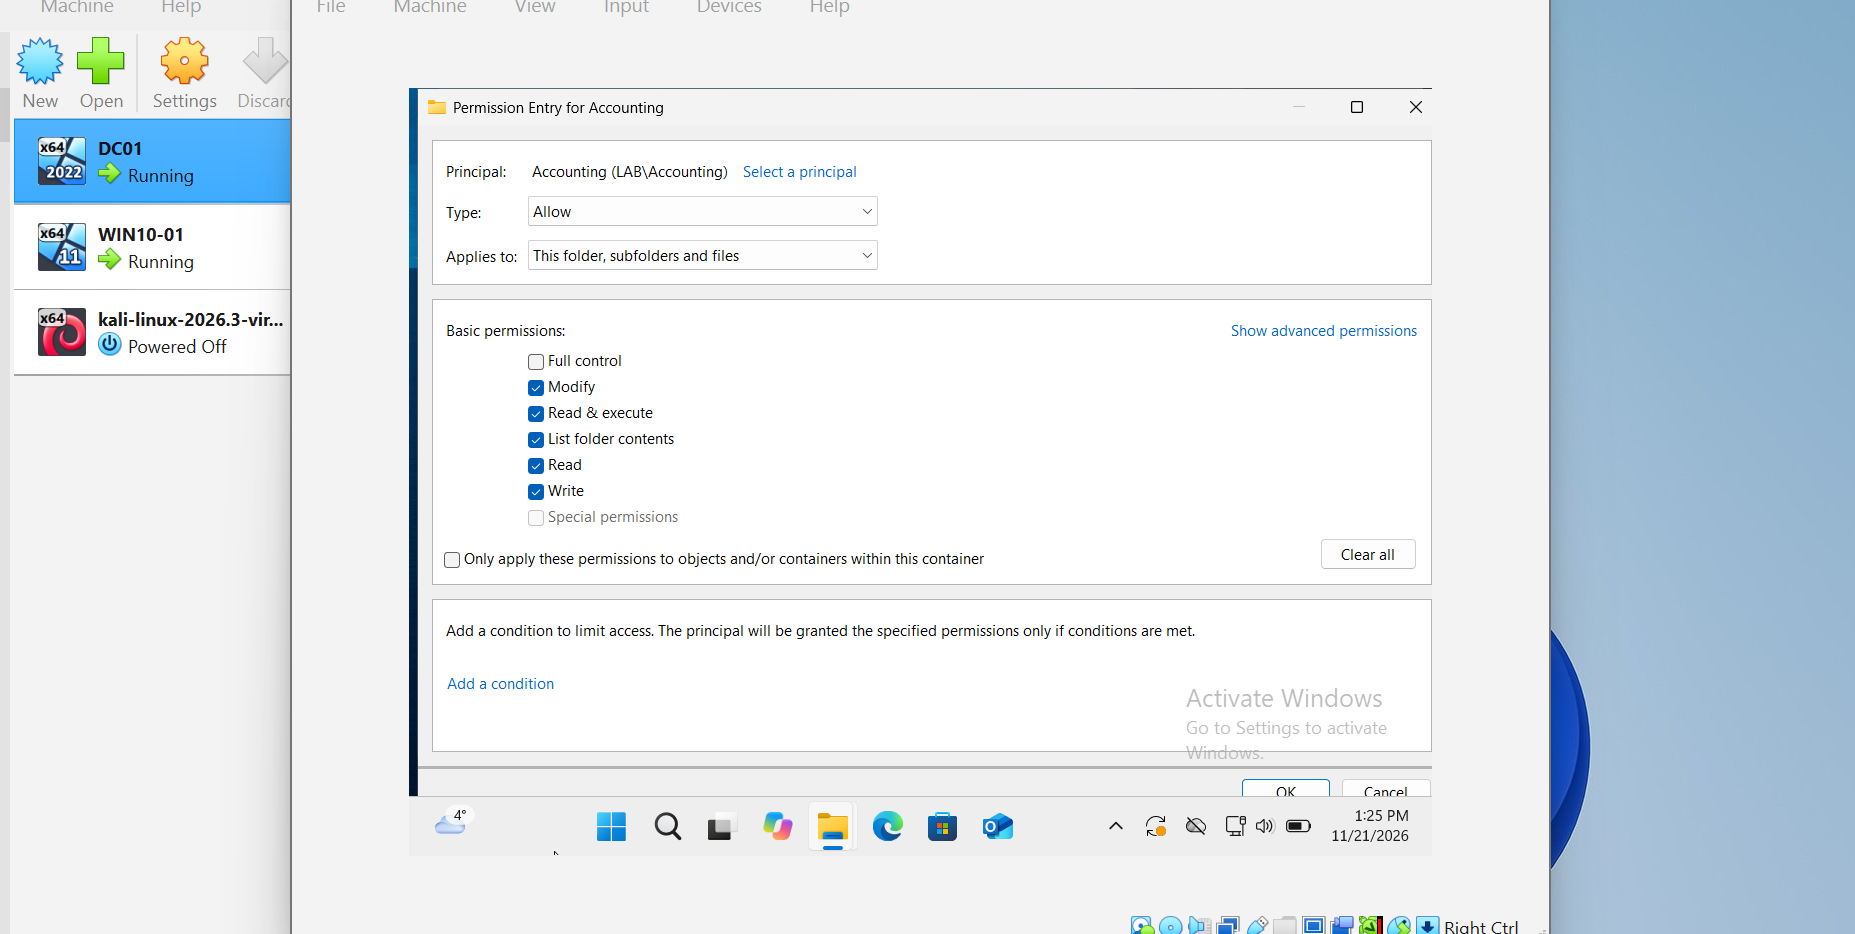 Machine Help
New Open Settings Discard
x64 2022 DC01
Running
x64 11 WIN10-01
Running
x64 kali-linux-2026.3-vir...
Powered Off
File Machine View Input Devices Help
Permission Entry for Accounting
Principal: Accounting (LAB\Accounting) Select a principal
Type: Allow
Applies to: This folder, subfolders and files
Basic permissions: Show advanced permissions
Full control
Modify
Read & execute
List folder contents
Read
Write
Special permissions
Only apply these permissions to objects and/or containers within this container Clear all
Add a condition to limit access. The principal will be granted the specified permissions only if conditions are met.
Add a condition
Activate Windows
Go to Settings to activate
Windows.
OK Cancel
4°
1:25 PM
11/21/2026
Right Ctrl